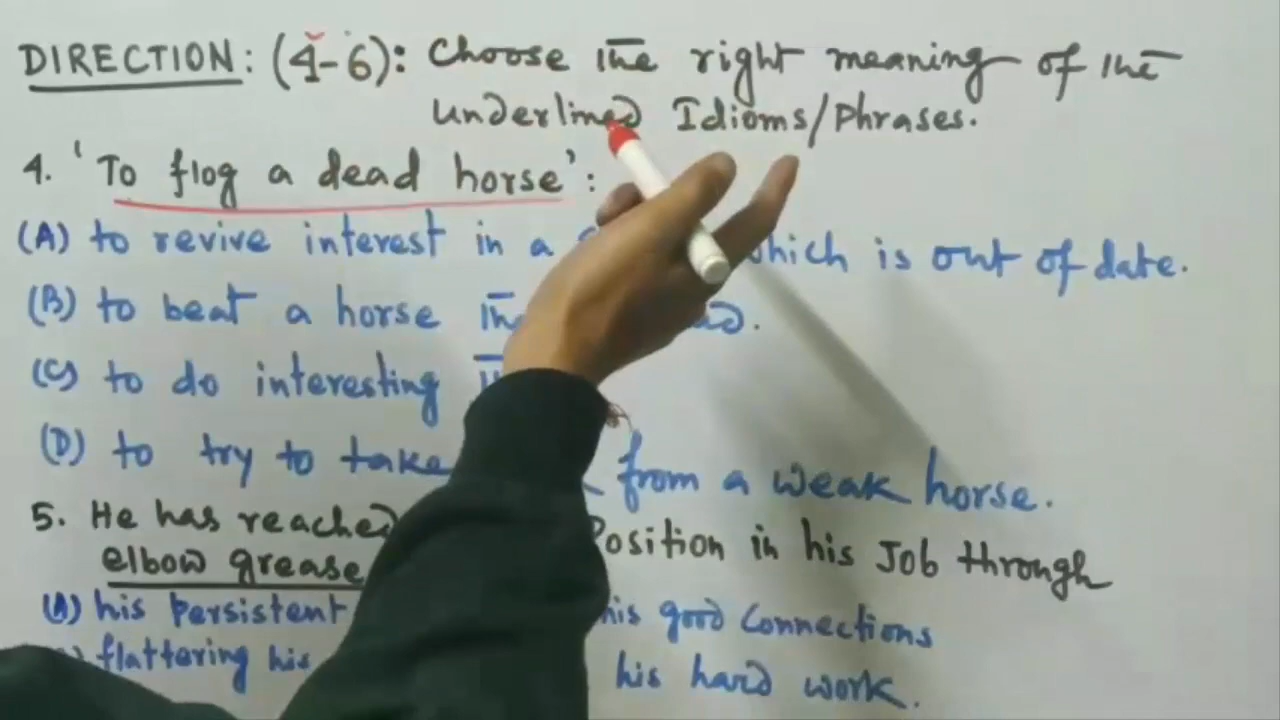 DIRECTION: (4-6): Choose the right meaning of the
underlined Idioms/Phrases.
4. 'To flog a dead horse':
(A) to revive interest in a which is out of date.
(B) to beat a horse
(C) to do interesting
(D) to try to take from a weak horse.
5. He has reached Position in his Job through
elbow grease
(A) his Persistent his good Connections
flattering his his hard work.